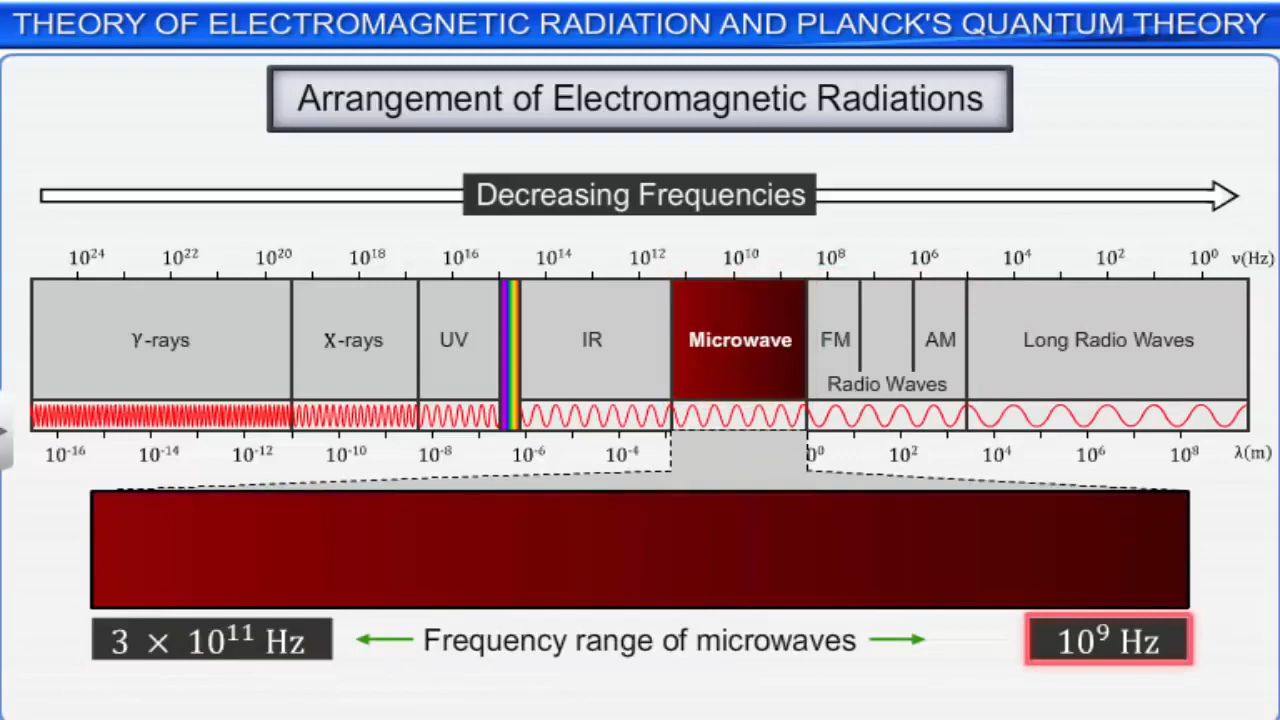 THEORY OF ELECTROMAGNETIC RADIATION AND PLANCK'S QUANTUM THEORY
Arrangement of Electromagnetic Radiations
Decreasing Frequencies
10²⁴ 10²² 10²⁰ 10¹⁸ 10¹⁶ 10¹⁴ 10¹² 10¹⁰ 10⁸ 10⁶ 10⁴ 10² 10⁰ ν(Hz)
γ-rays X-rays UV IR Microwave FM AM Long Radio Waves
Radio Waves
10⁻¹⁶ 10⁻¹⁴ 10⁻¹² 10⁻¹⁰ 10⁻⁸ 10⁻⁶ 10⁻⁴ 0⁰ 10² 10⁴ 10⁶ 10⁸ λ(m)
3 × 10¹¹ Hz Frequency range of microwaves 10⁹ Hz